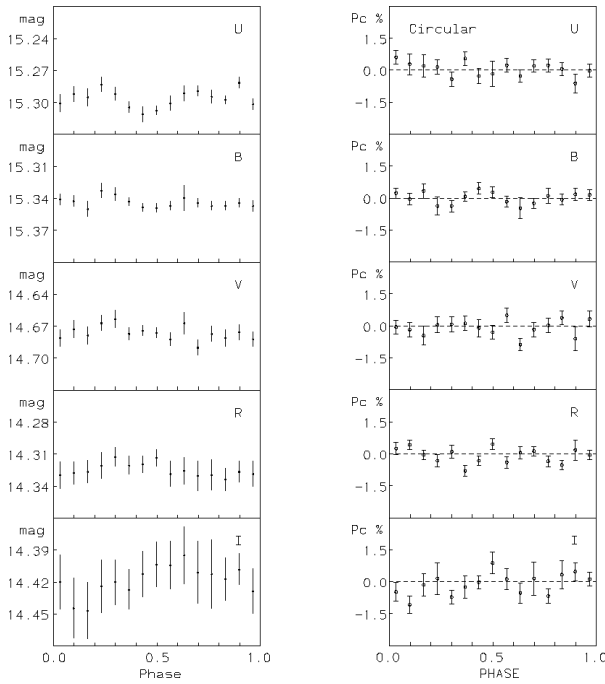 mag
U
15.24
15.27
15.30
mag
B
15.31
15.34
15.37
mag
V
14.64
14.67
14.70
mag
R
14.28
14.31
14.34
mag
I
14.39
14.42
14.45
0.0 0.5 1.0
Phase
Pc %
Circular U
1.5
0.0
-1.5
Pc %
B
1.5
0.0
-1.5
Pc %
V
1.5
0.0
-1.5
Pc %
R
1.5
0.0
-1.5
Pc %
I
1.5
0.0
-1.5
0.0 0.5 1.0
PHASE